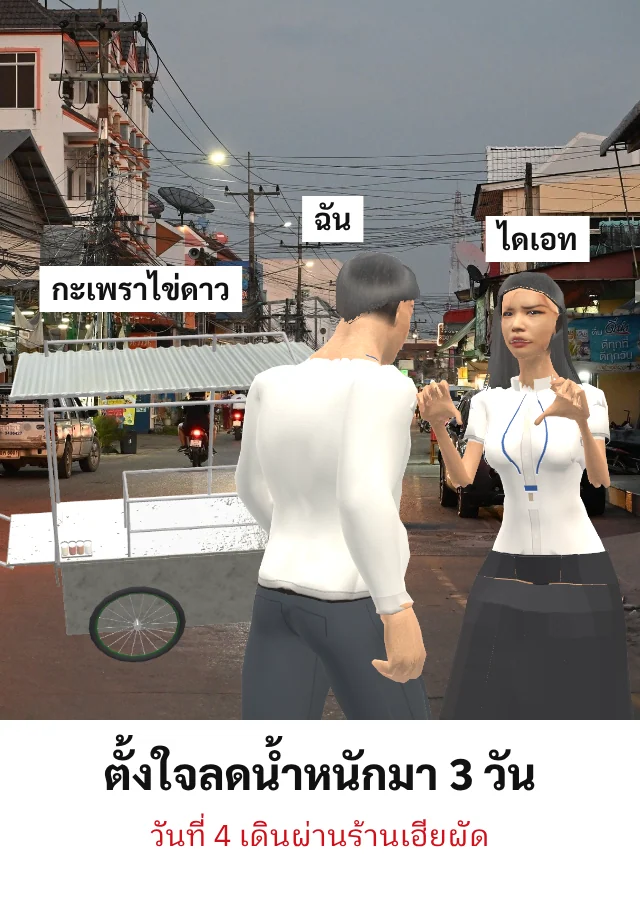 ฉัน
ไดเอท
กะเพราไข่ดาว
ตั้งใจลดน้ำหนักมา 3 วัน
วันที่ 4 เดินผ่านร้านเฮียผัด